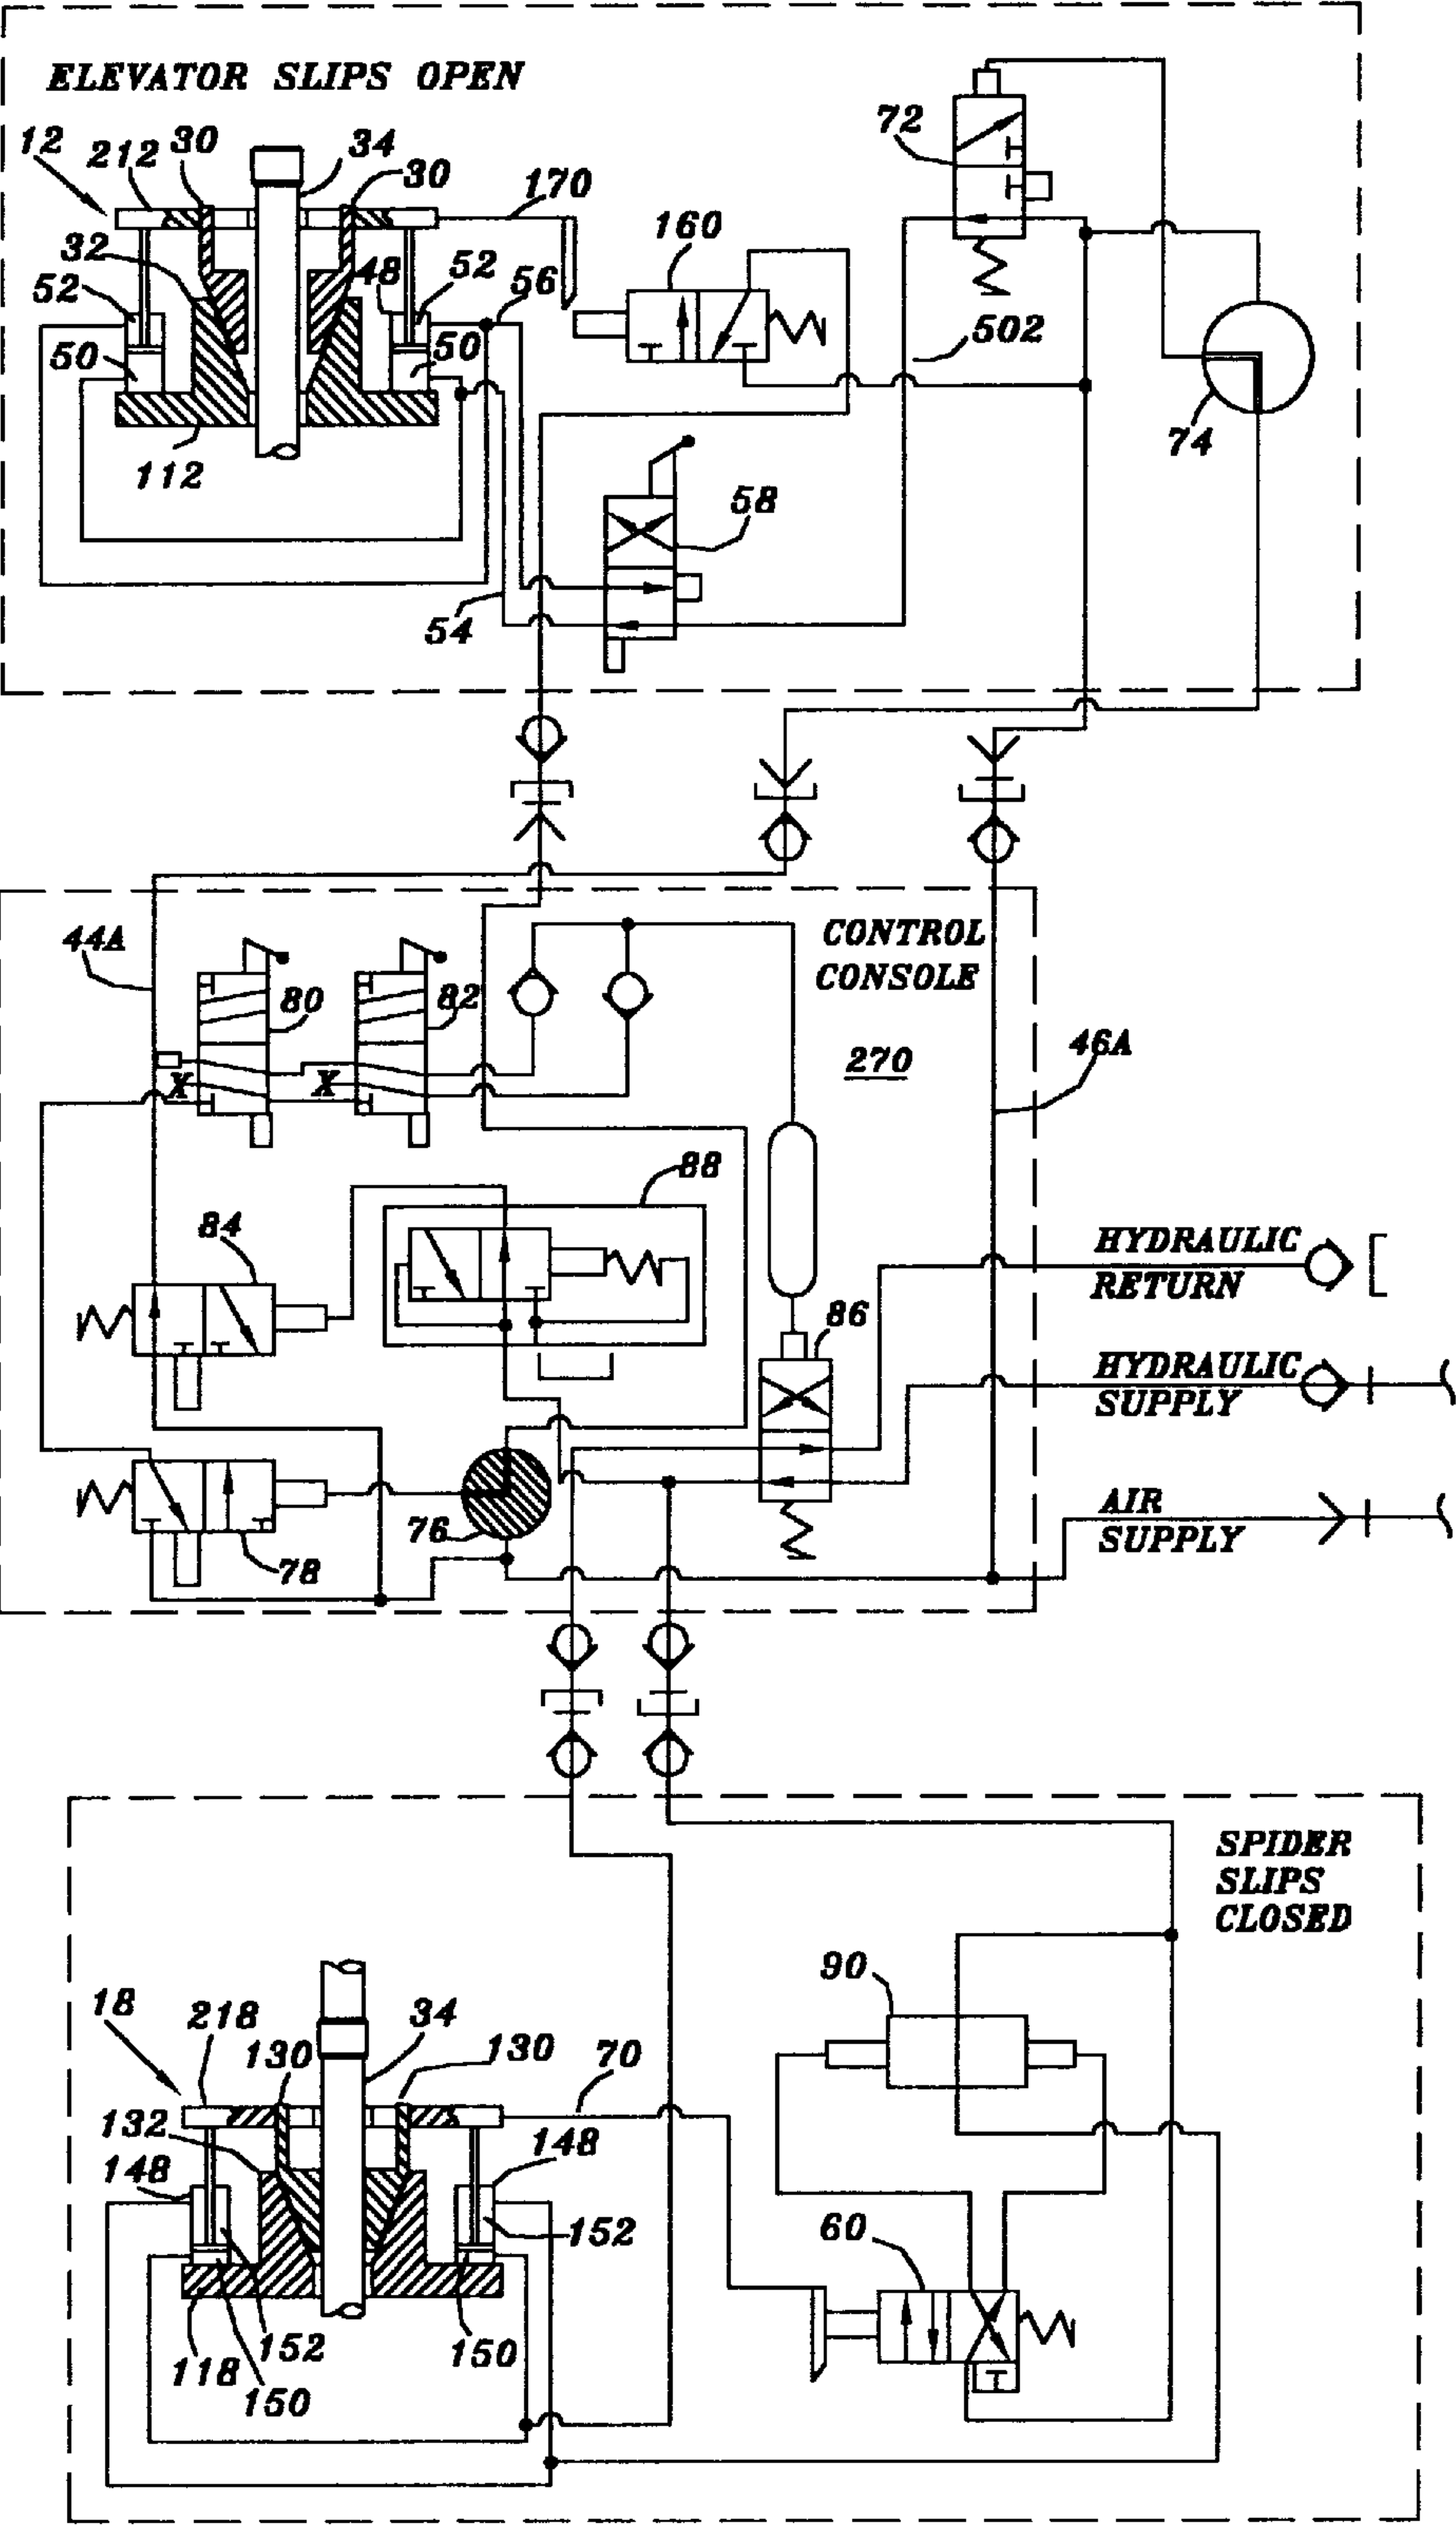 ELEVATOR SLIPS OPEN
12
212
30
34
30
170
72
160
32
52
48
52
56
50
50
502
74
112
58
54
44A
80
82
CONTROL
CONSOLE
270
46A
X
X
88
84
86
HYDRAULIC
RETURN
HYDRAULIC
SUPPLY
AIR
SUPPLY
76
78
SPIDER
SLIPS
CLOSED
90
18
218
130
34
130
70
132
148
148
152
60
118
152
150
150